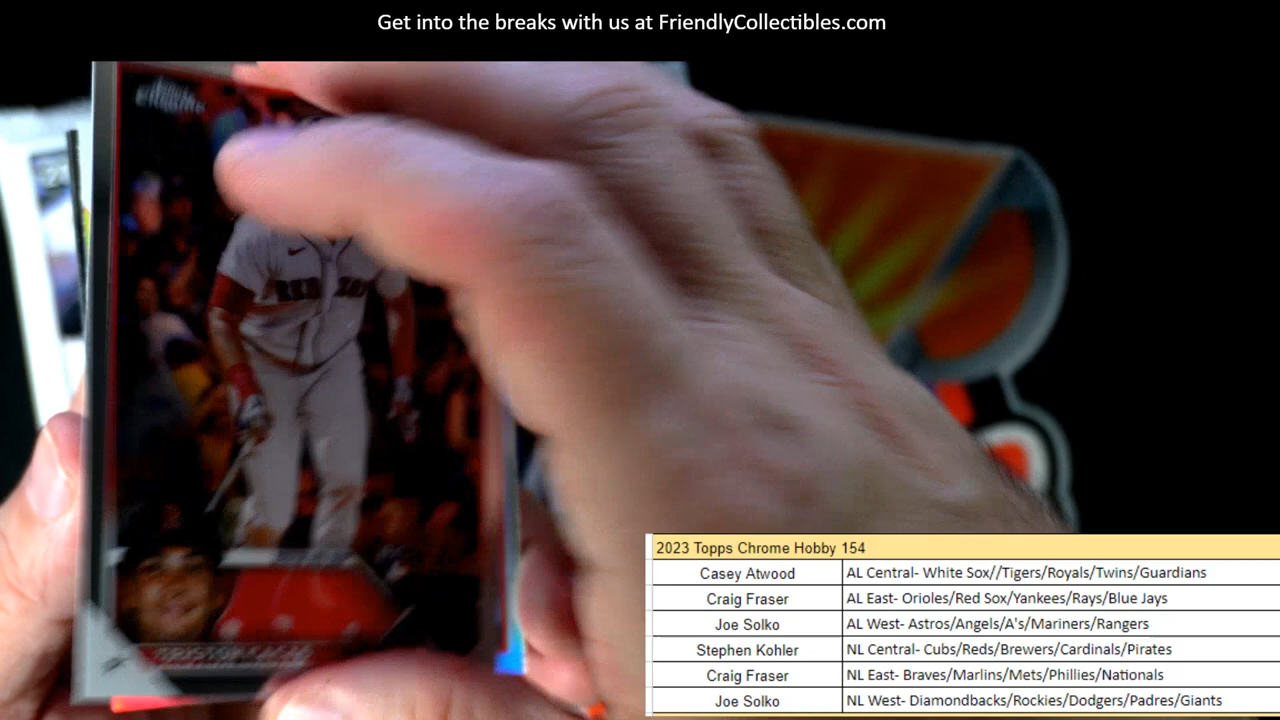 Get into the breaks with us at FriendlyCollectibles.com
RED SOX
2023 Topps Chrome Hobby 154
Casey Atwood AL Central- White Sox//Tigers/Royals/Twins/Guardians
Craig Fraser AL East- Orioles/Red Sox/Yankees/Rays/Blue Jays
Joe Solko AL West- Astros/Angels/A's/Mariners/Rangers
Stephen Kohler NL Central- Cubs/Reds/Brewers/Cardinals/Pirates
Craig Fraser NL East- Braves/Marlins/Mets/Phillies/Nationals
Joe Solko NL West- Diamondbacks/Rockies/Dodgers/Padres/Giants